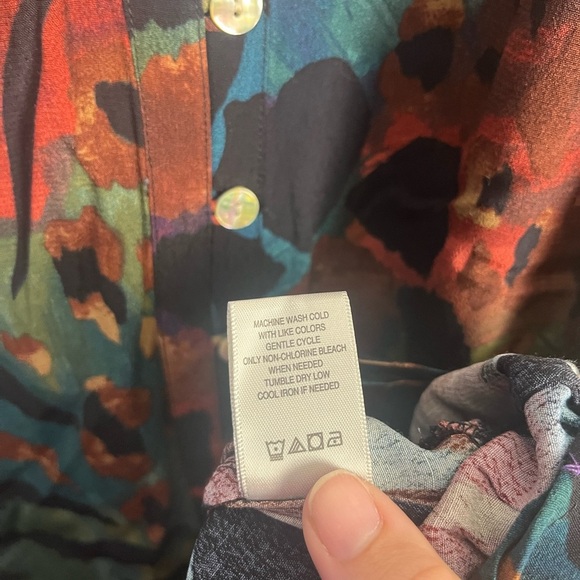 MACHINE WASH COLD
WITH LIKE COLORS
GENTLE CYCLE
ONLY NON-CHLORINE BLEACH
WHEN NEEDED
TUMBLE DRY LOW
COOL IRON IF NEEDED